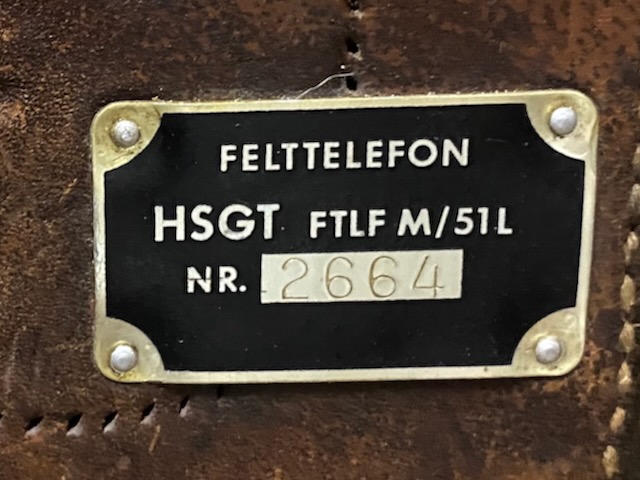 FELTTELEFON
HSGT FTLF M/51L
NR. 2664